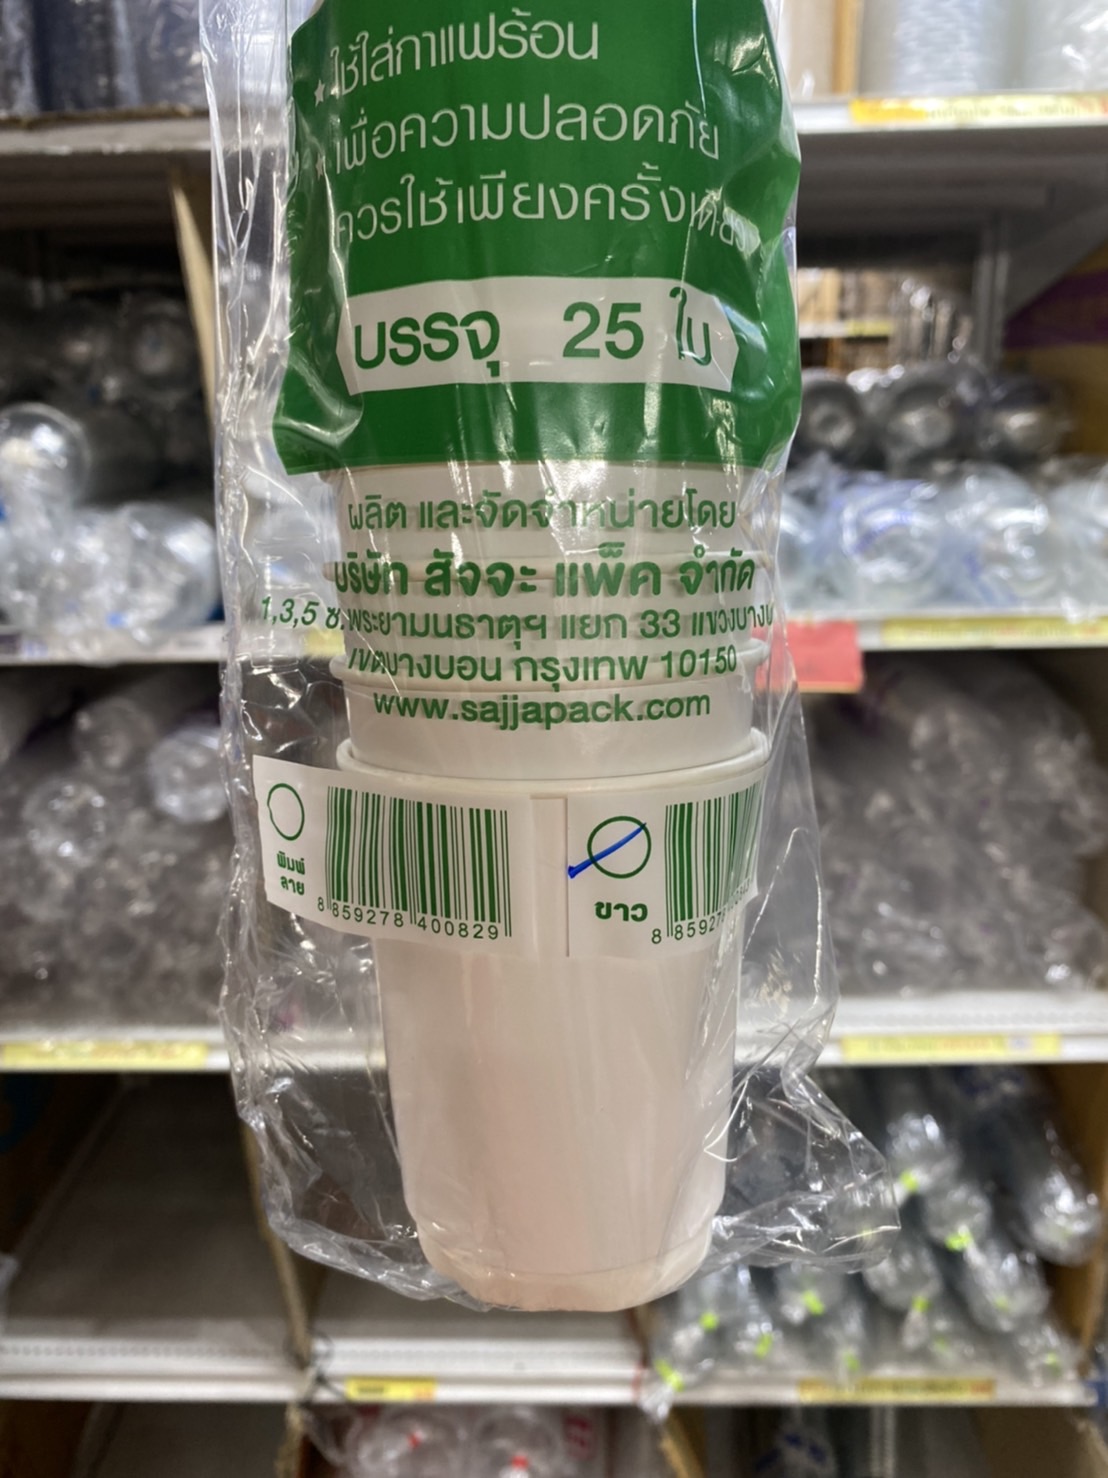 ใช้ใส่กาแฟร้อน
เพื่อความปลอดภัย
ควรใช้เพียงครั้งเดียว
บรรจุ 25 ใบ
ผลิต และจัดจำหน่ายโดย
บริษัท สัจจะ แพ็ค จำกัด
1,3,5 ซ.พระยามนธาตุฯ แยก 33 แขวงบางบ
เขตบางบอน กรุงเทพ 10150
www.sajjapack.com
พิมพ์
ลาย
8 859278 400829
ขาว
8 8592